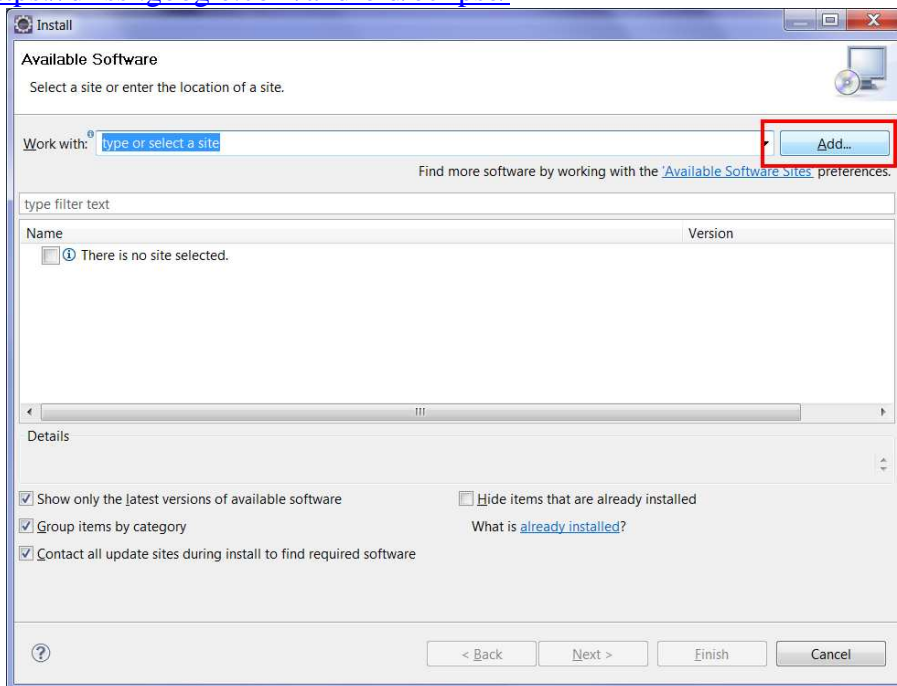 Install
Available Software
Select a site or enter the location of a site.
Work with: type or select a site
Add...
Find more software by working with the 'Available Software Sites' preferences.
type filter text
Name Version
There is no site selected.
Details
Show only the latest versions of available software Hide items that are already installed
Group items by category What is already installed?
Contact all update sites during install to find required software
< Back Next > Finish Cancel